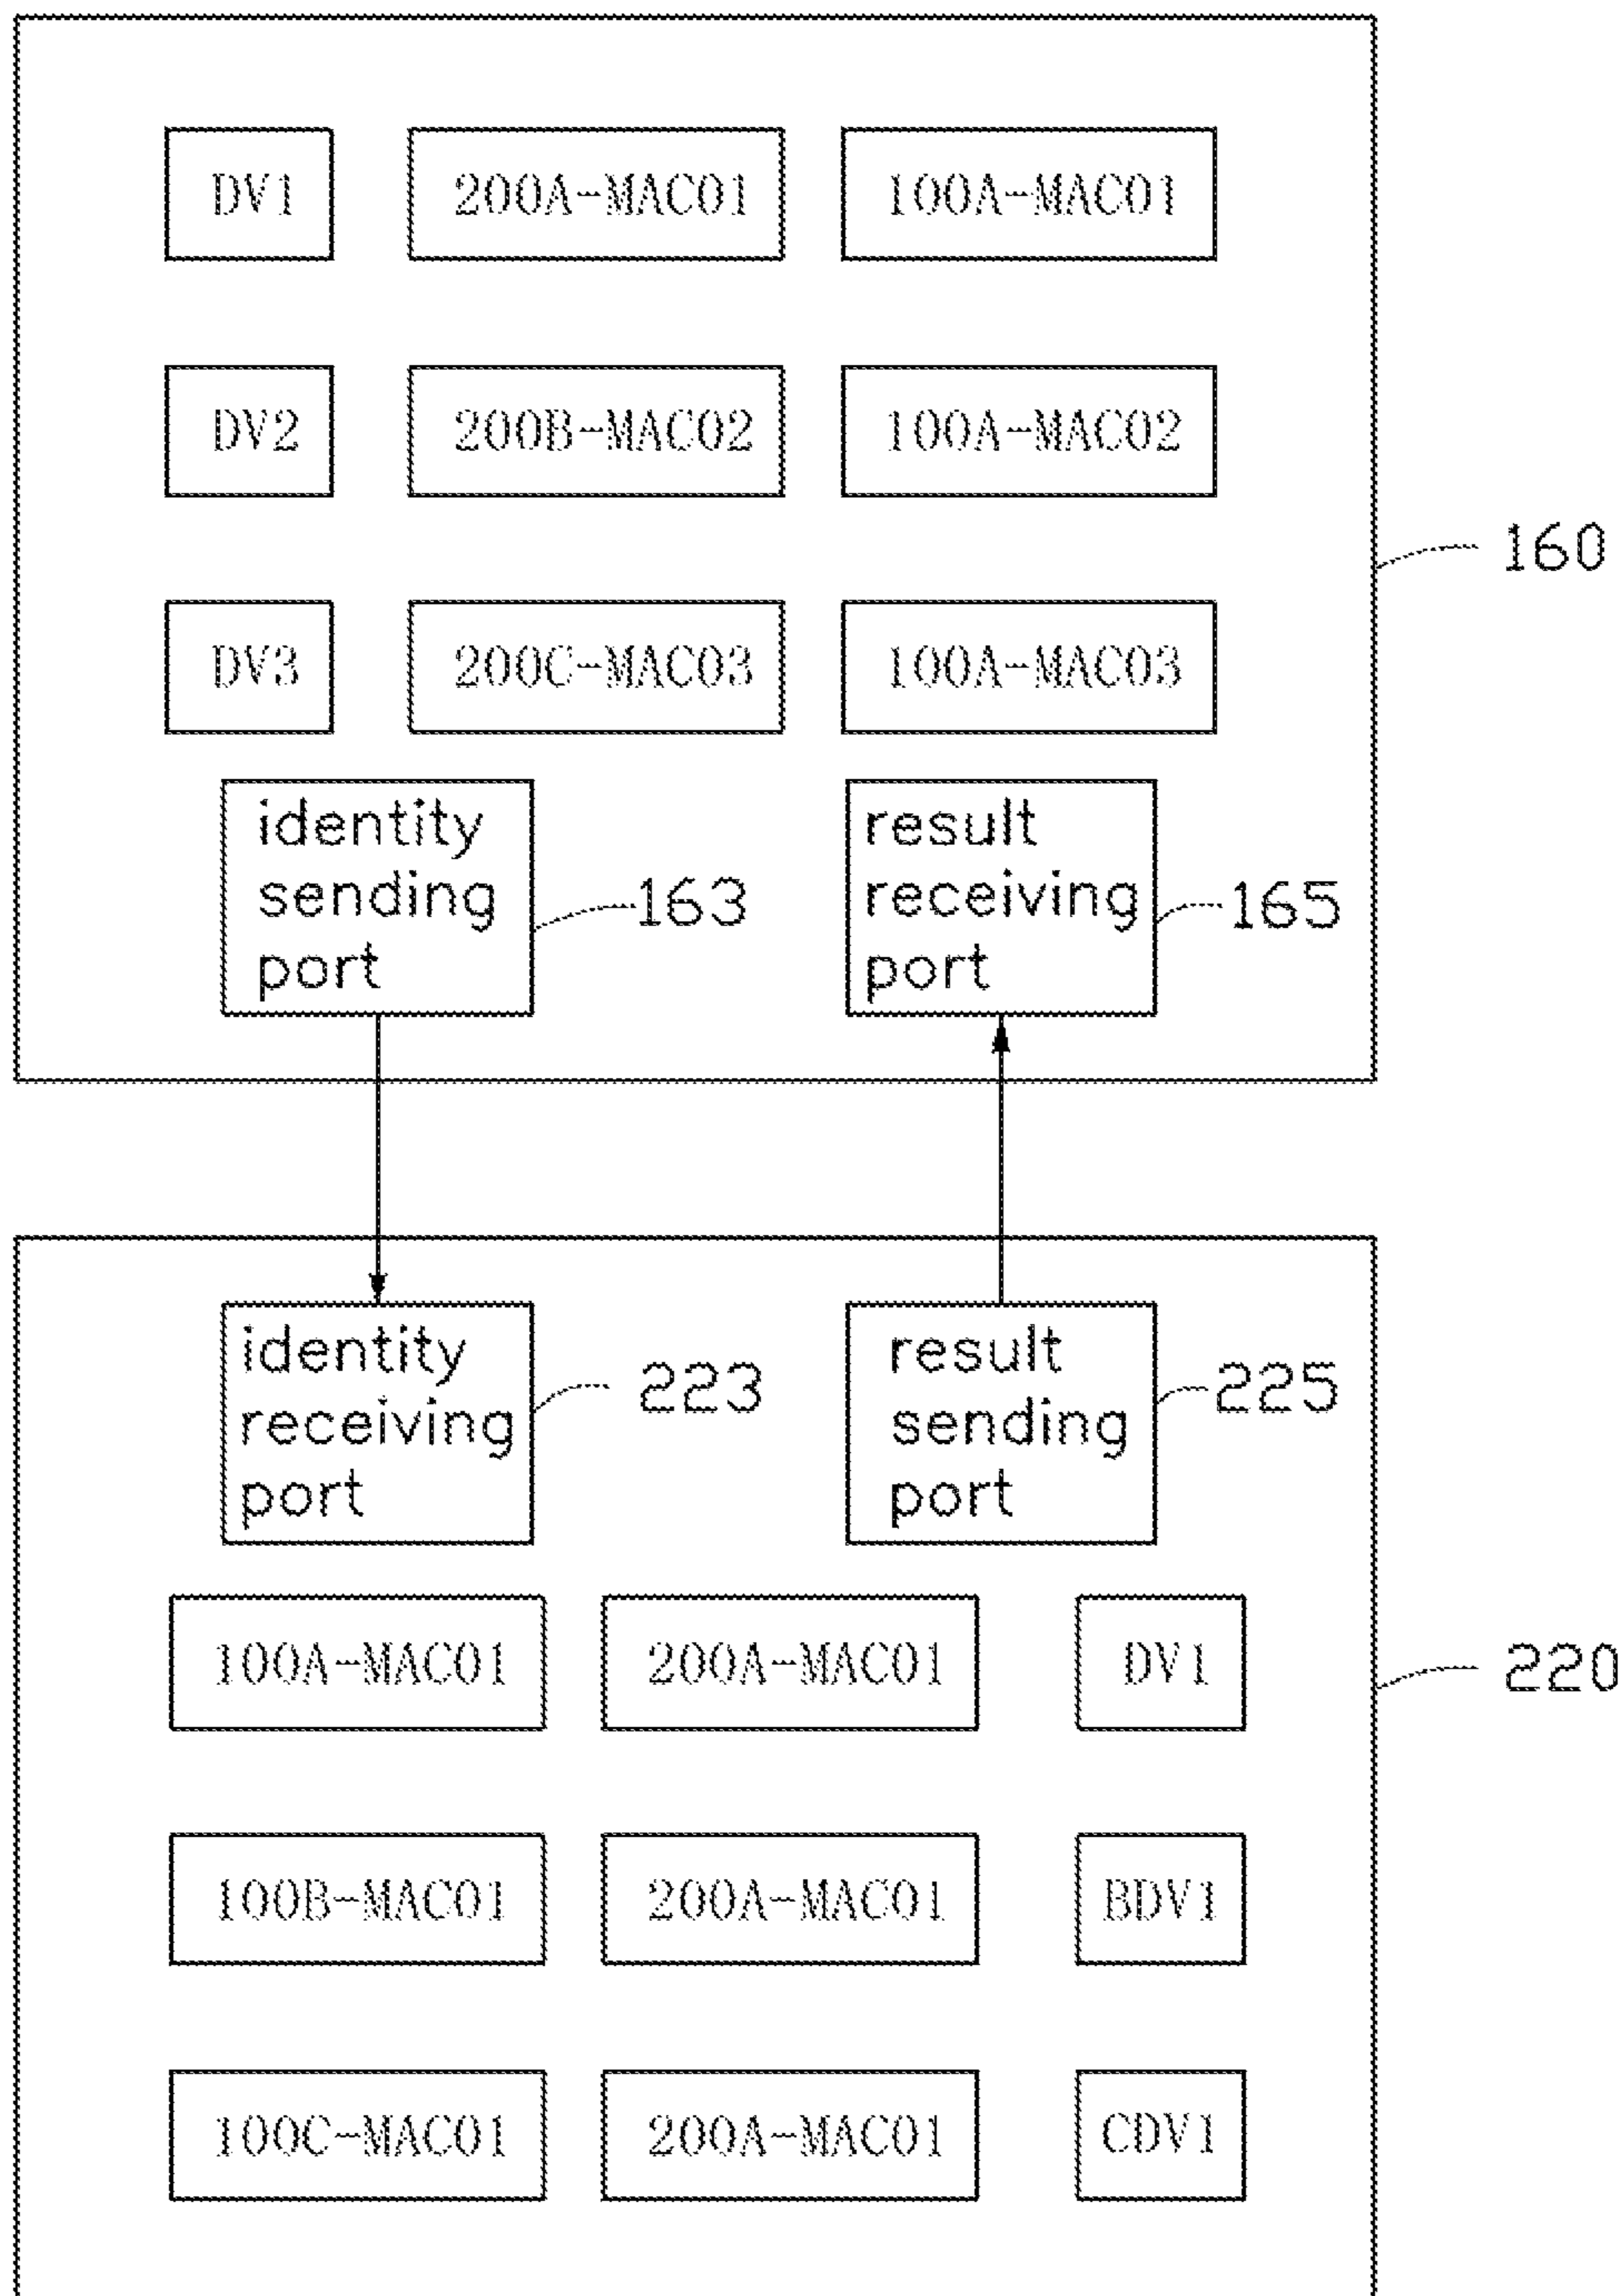 DV1 200A-MAC01 100A-MAC01
DV2 200B-MAC02 100A-MAC02
160
DV3 200C-MAC03 100A-MAC03
identity
sending
port
163
result
receiving
port
165
identity
receiving
port
223
result
sending
port
225
100A-MAC01 200A-MAC01 DV1
220
100B-MAC01 200A-MAC01 BDV1
100C-MAC01 200A-MAC01 CDV1